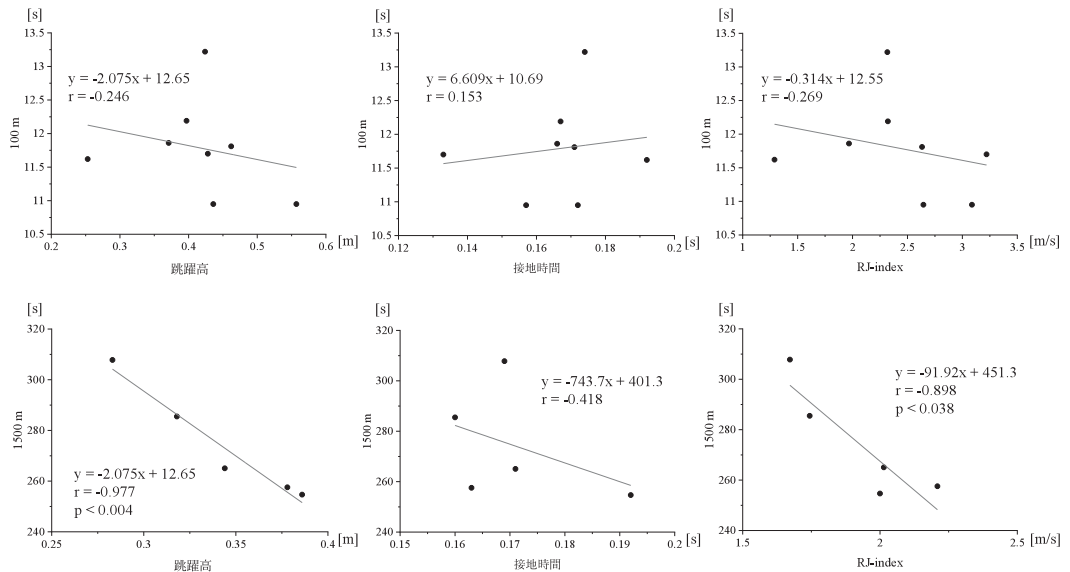 [s]
13.5
13
12.5
12
11.5
11
10.5
100 m
y = -2.075x + 12.65
r = -0.246
0.2
0.3
0.4
0.5
0.6
[m]
跳躍高
[s]
13.5
13
12.5
12
11.5
11
10.5
100 m
y = 6.609x + 10.69
r = 0.153
0.12
0.14
0.16
0.18
0.2
[s]
接地時間
[s]
13.5
13
12.5
12
11.5
11
10.5
100 m
y = -0.314x + 12.55
r = -0.269
1
1.5
2
2.5
3
3.5
[m/s]
RJ-index
[s]
320
300
280
260
240
1500 m
y = -2.075x + 12.65
r = -0.977
p < 0.004
0.25
0.3
0.35
0.4
[m]
跳躍高
[s]
320
300
280
260
240
1500 m
y = -743.7x + 401.3
r = -0.418
0.15
0.16
0.17
0.18
0.19
0.2
[s]
接地時間
[s]
320
300
280
260
240
1500 m
y = -91.92x + 451.3
r = -0.898
p < 0.038
1.5
2
2.5
[m/s]
RJ-index